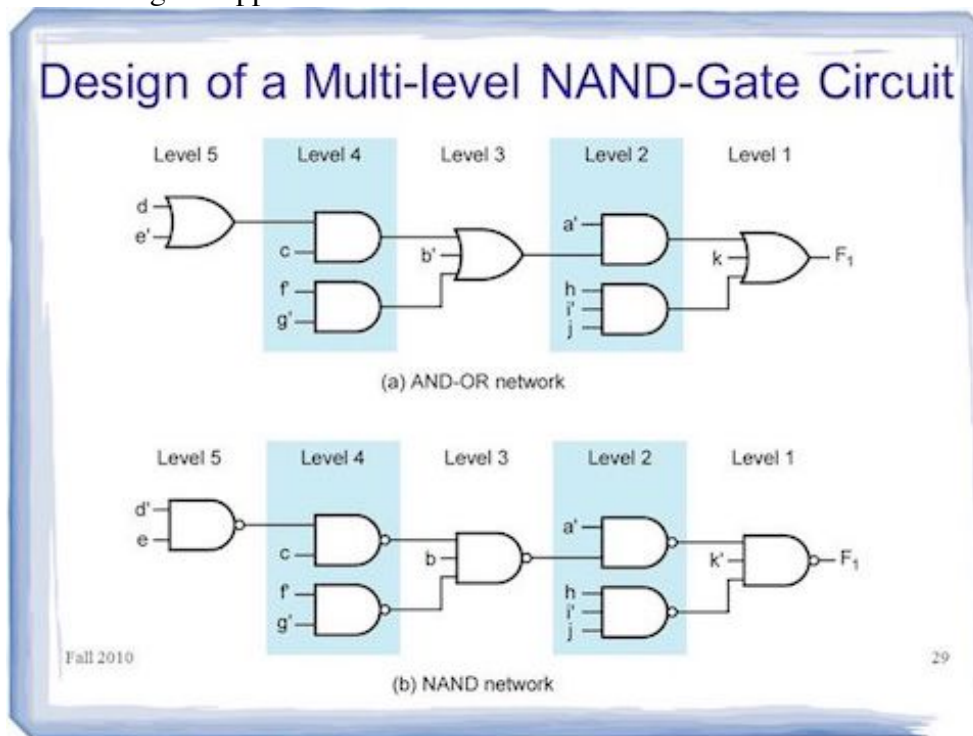 Design of a Multi-level NAND-Gate Circuit
Level 5 Level 4 Level 3 Level 2 Level 1
d
e'
c
f'
g'
b'
a'
h
i'
j
k
F1
(a) AND-OR network
Level 5 Level 4 Level 3 Level 2 Level 1
d'
e
c
f'
g'
b
a'
h
i'
j
k'
F1
Fall 2010
29
(b) NAND network